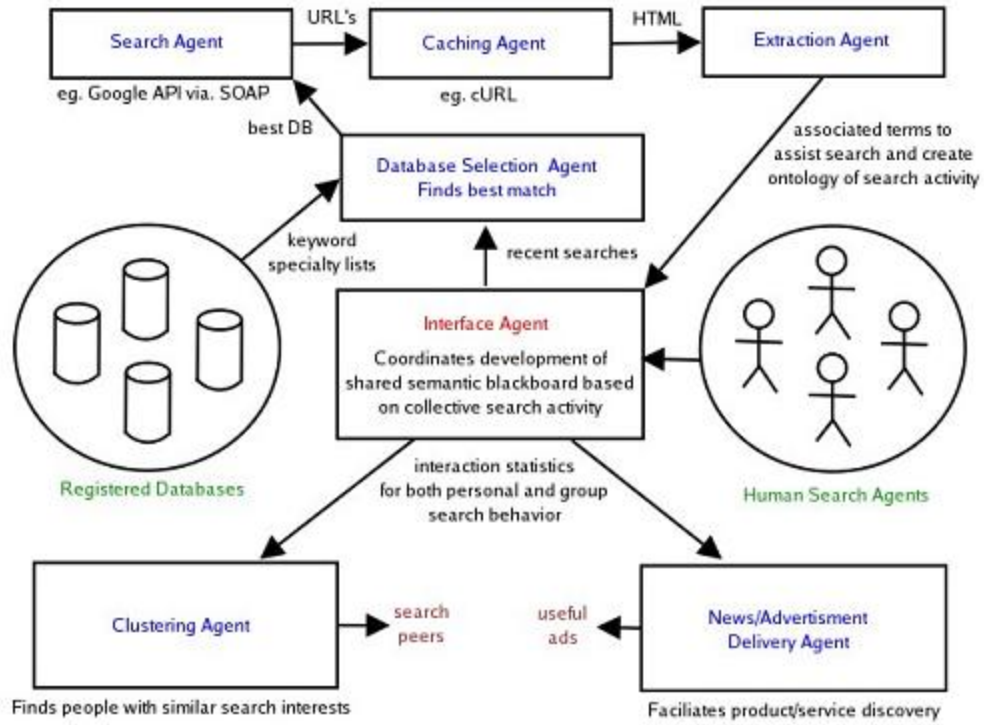 URL's
HTML
Search Agent
Caching Agent
Extraction Agent
eg. Google API via. SOAP
eg. cURL
best DB
associated terms to
assist search and create
ontology of search activity
Database Selection Agent
Finds best match
keyword
specialty lists
recent searches
Interface Agent
Coordinates development of
shared semantic blackboard based
on collective search activity
Registered Databases
Human Search Agents
interaction statistics
for both personal and group
search behavior
Clustering Agent
search
peers
useful
ads
News/Advertisment
Delivery Agent
Finds people with similar search interests
Faciliates product/service discovery